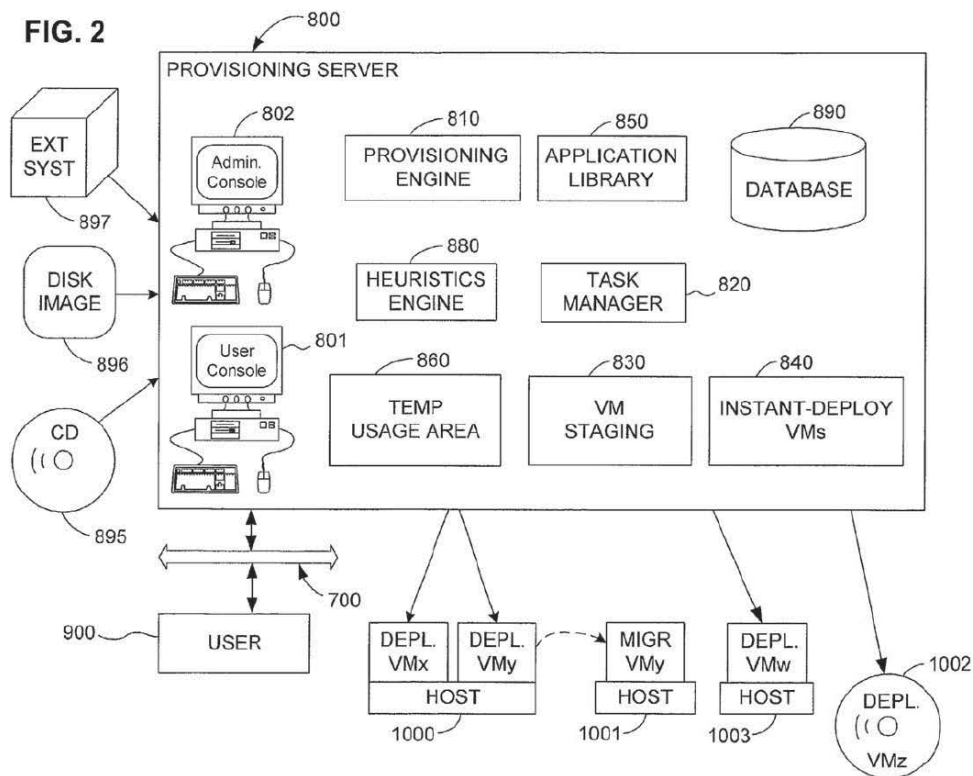 FIG. 2
800
PROVISIONING SERVER
EXT
SYST
897
DISK
IMAGE
896
CD
895
802
Admin.
Console
User
Console
801
810
PROVISIONING
ENGINE
850
APPLICATION
LIBRARY
890
DATABASE
880
HEURISTICS
ENGINE
TASK
MANAGER
820
860
TEMP
USAGE AREA
830
VM
STAGING
840
INSTANT-DEPLOY
VMs
700
900
USER
DEPL.
VMx
DEPL.
VMy
HOST
1000
MIGR
VMy
HOST
1001
DEPL.
VMw
HOST
1003
1002
DEPL.
VMz